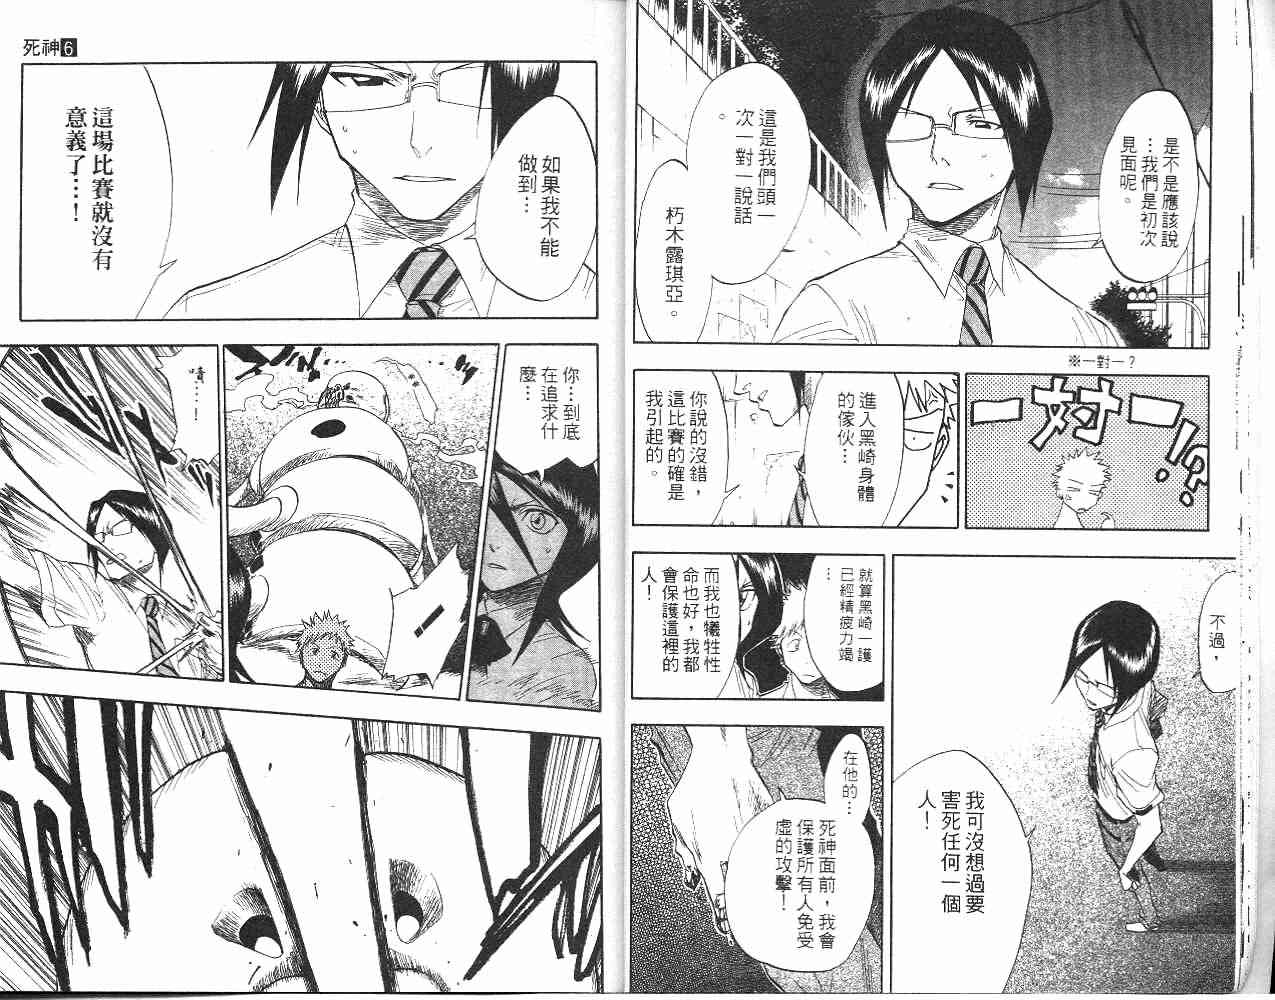 死神6
是不是應該說
…我們是初次
見面呢。
這是我們頭一
次一對一說話
。
朽木露琪亞。
※一對一？
一対一!?
進入黑崎身體
的傢伙…
你說的沒錯，
這比賽的確是
我引起的。
不過，
我可沒想過要
害死任何一個
人！
就算黑崎一護
已經精疲力竭
…
而我也犧牲性
命也好，我都
會保護這裡的
人！
在他的…
死神面前，我會
保護所有人免受
虛的攻擊！
如果我不能
做到…
這場比賽就沒有
意義了…！
你…到底
在追求什
麼…
！
嘖…！